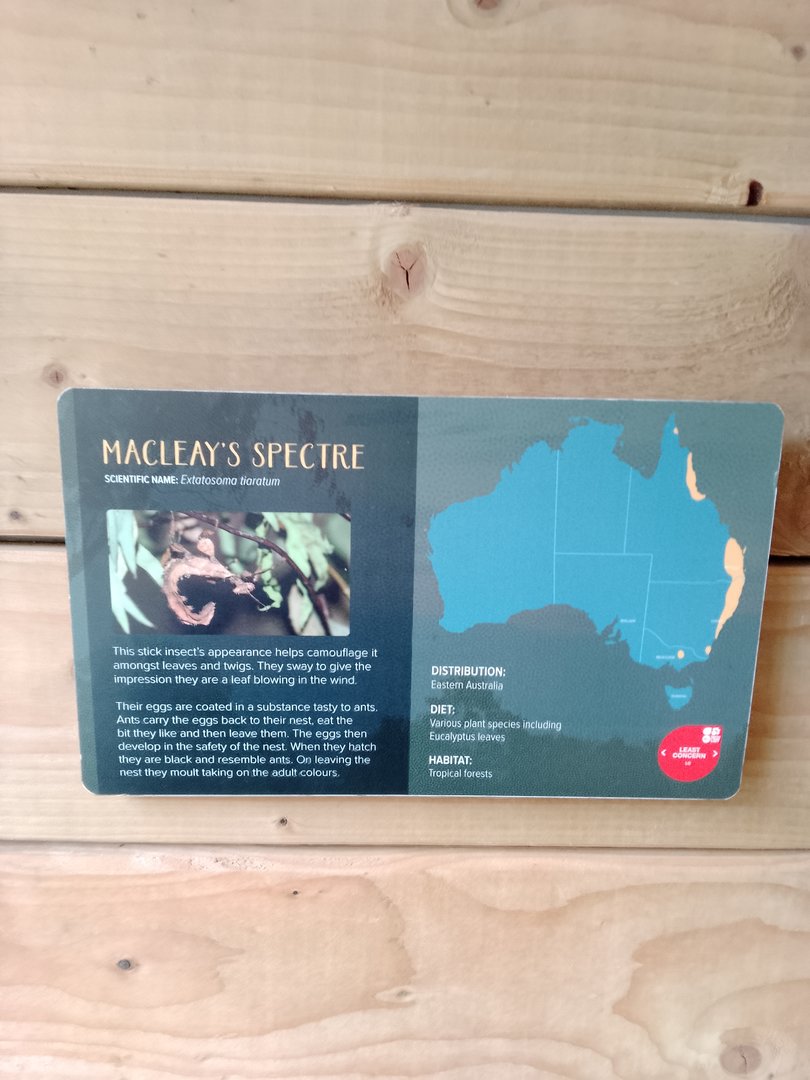 MACLEAY'S SPECTRE
SCIENTIFIC NAME: Extatosoma tiaratum
This stick insect's appearance helps camouflage it
amongst leaves and twigs. They sway to give the
impression they are a leaf blowing in the wind.
Their eggs are coated in a substance tasty to ants.
Ants carry the eggs back to their nest, eat the
bit they like and then leave them. The eggs then
develop in the safety of the nest. When they hatch
they are black and resemble ants. On leaving the
nest they moult taking on the adult colours.
DISTRIBUTION:
Eastern Australia
DIET:
Various plant species including
Eucalyptus leaves
HABITAT:
Tropical forests
< LEAST >
CONCERN